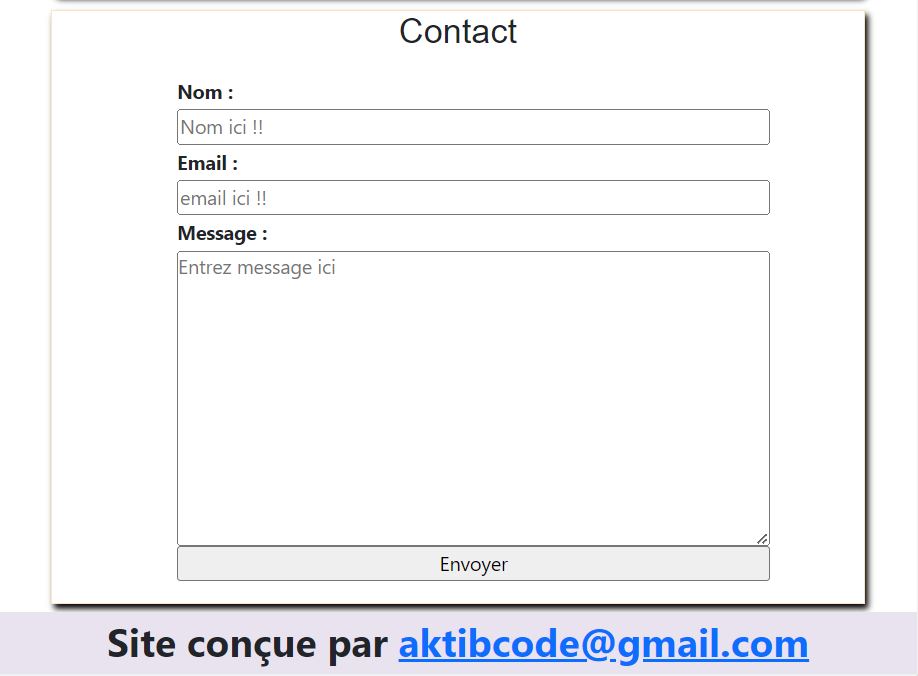 Contact
Nom :
Nom ici !!
Email :
email ici !!
Message :
Entrez message ici
Envoyer
Site conçue par aktibcode@gmail.com